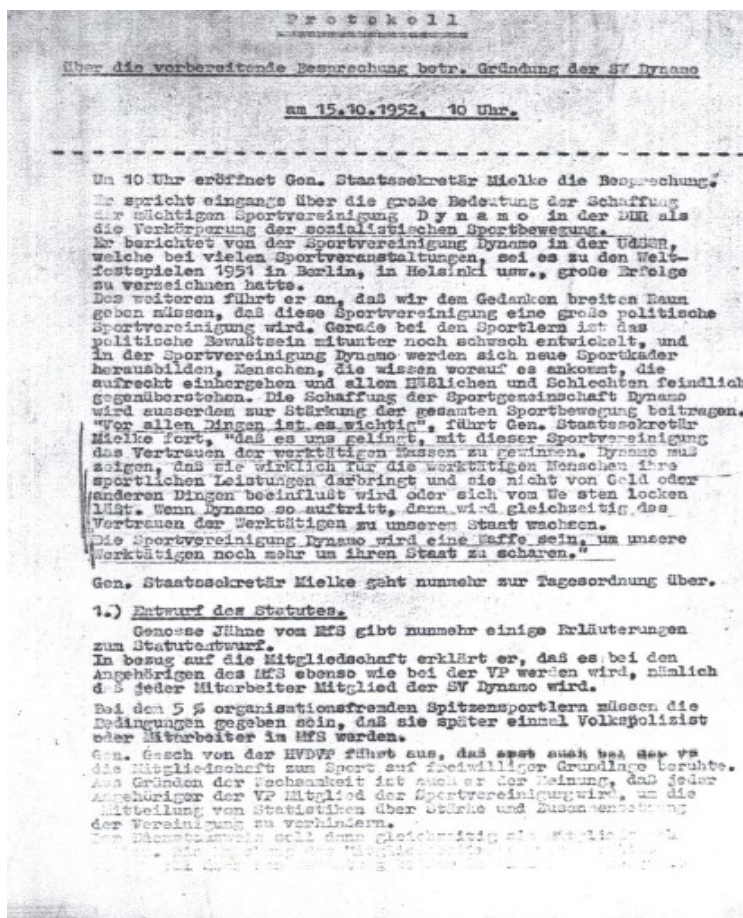 Protokoll
über die vorbereitende Besprechung betr. Gründung der SV Dynamo
am 15.10.1952, 10 Uhr.
Um 10 Uhr eröffnet Gen. Staatssekretär Mielke die Besprechung.
Er spricht eingangs über die große Bedeutung der Schaffung
der mächtigen Sportvereinigung D y n a m o in der DDR als
die Verkörperung der sozialistischen Sportbewegung.
Er berichtet von der Sportvereinigung Dynamo in der UdSSR,
welche bei vielen Sportveranstaltungen, sei es zu den Welt-
festspielen 1951 in Berlin, in Helsinki usw., große Erfolge
zu verzeichnen hatte.
Des weiteren führt er an, daß wir dem Gedanken breiten Raum
geben müssen, daß diese Sportvereinigung eine große politische
Sportvereinigung wird. Gerade bei den Sportlern ist das
politische Bewußtsein mitunter noch schwach entwickelt, und
in der Sportvereinigung Dynamo werden sich neue Sportkader
herausbilden, Menschen, die wissen worauf es ankommt, die
aufrecht einhergehen und allem Häßlichen und Schlechten feindlich
gegenüberstehen. Die Schaffung der Sportgemeinschaft Dynamo
wird ausserdem zur Stärkung der gesamten Sportbewegung beitragen.
"Vor allen Dingen ist es wichtig", führt Gen. Staatssekretär
Mielke fort, "daß es uns gelingt, mit dieser Sportvereinigung
das Vertrauen der werktätigen Massen zu gewinnen. Dynamo muß
zeigen, daß sie wirklich für die werktätigen Menschen ihre
sportlichen Leistungen darbringt und sie nicht von Geld oder
anderen Dingen beeinflußt wird oder sich vom We sten locken
läßt. Wenn Dynamo so auftritt, dann wird gleichzeitig das
Vertrauen der Werktätigen zu unserem Staat wachsen.
Die Sportvereinigung Dynamo wird eine Waffe sein, um unsere
Werktätigen noch mehr um ihren Staat zu scharen."
Gen. Staatssekretär Mielke geht nunmehr zur Tagesordnung über.
1.) Entwurf des Statutes.
Genosse Jähne vom MfS gibt nunmehr einige Erläuterungen
zum Statutentwurf.
In bezug auf die Mitgliedschaft erklärt er, daß es bei den
Angehörigen des MfS ebenso wie bei der VP werden wird, nämlich
daß jeder Mitarbeiter Mitglied der SV Dynamo wird.
Bei den 5 % organisationsfremden Spitzensportlern müssen die
Bedingungen gegeben sein, daß sie später einmal Volkspolizist
oder Mitarbeiter im MfS werden.
Gen. Gesch von der HVDVP führt aus, daß erst auch bei der VP
die Mitgliedschaft zum Sport auf freiwilliger Grundlage beruhte.
Aus Gründen der Wachsamkeit ist auch er der Meinung, daß jeder
Angehöriger der VP Mitglied der Sportvereinigung wird, um die
Mitteilung von Statistiken über Stärke und Zusammensetzung
der Vereinigung zu verhindern.
Der Dienstausweis soll dann gleichzeitig als